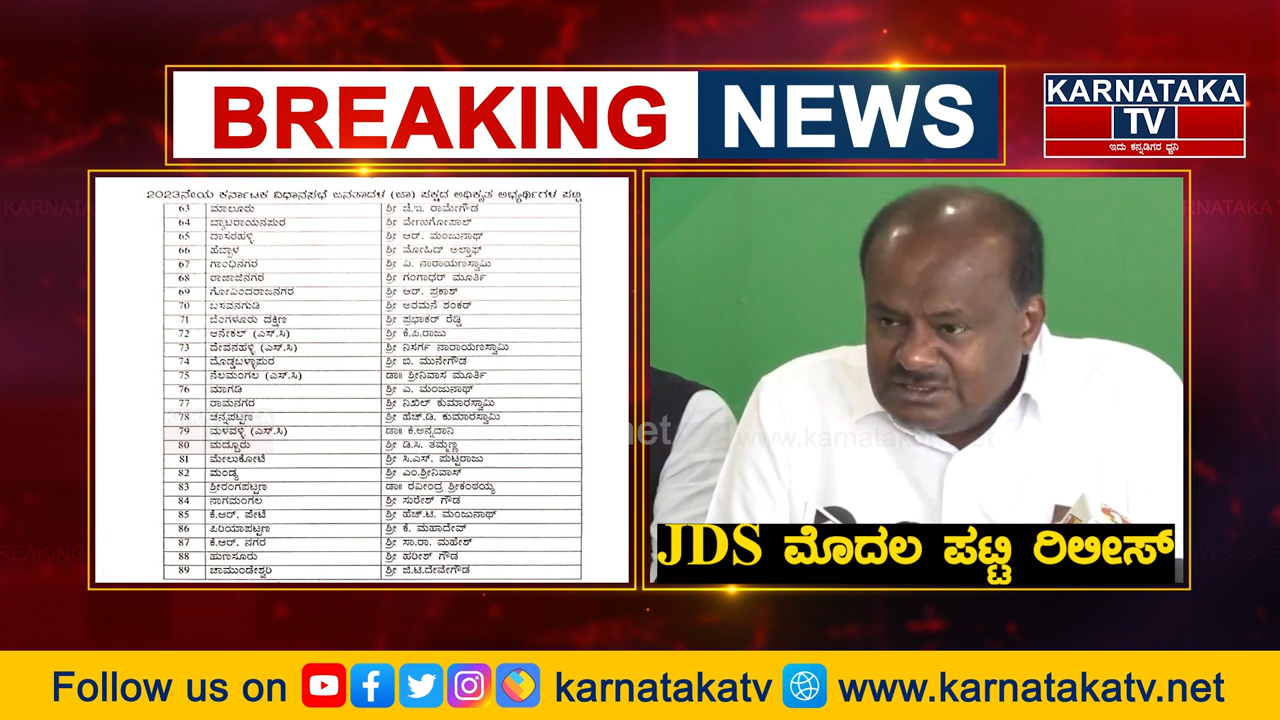 BREAKING NEWS
KARNATAKA
TV
ಇದು ಕನ್ನಡಿಗರ ಧ್ವನಿ
2023ನೇಯ ಕರ್ನಾಟಕ ವಿಧಾನಸಭೆ ಜನತಾದಳ (ಜಾ) ಪಕ್ಷದ ಅಧಿಕೃತ ಅಭ್ಯರ್ಥಿಗಳ ಪಟ್ಟಿ
63 ಮಾಲೂರು ಶ್ರೀ ಜೆ.ಇ. ರಾಮೇಗೌಡ
64 ಬ್ಯಾಟರಾಯನಪುರ ಶ್ರೀ ವೇಣುಗೋಪಾಲ್
65 ದಾಸರಹಳ್ಳಿ ಶ್ರೀ ಆರ್. ಮಂಜುನಾಥ್
66 ಹೆಬ್ಬಾಳ ಶ್ರೀ ಮೋಹಿದ್ ಅಲ್ತಾಫ್
67 ಗಾಂಧಿನಗರ ಶ್ರೀ ವಿ. ನಾರಾಯಣಸ್ವಾಮಿ
68 ರಾಜಾಜಿನಗರ ಶ್ರೀ ಗಂಗಾಧರ್ ಮೂರ್ತಿ
69 ಗೋವಿಂದರಾಜನಗರ ಶ್ರೀ ಆರ್. ಪ್ರಕಾಶ್
70 ಬಸವನಗುಡಿ ಶ್ರೀ ಅರಮನೆ ಶಂಕರ್
71 ಬೆಂಗಳೂರು ದಕ್ಷಿಣ ಶ್ರೀ ಪ್ರಭಾಕರ್ ರೆಡ್ಡಿ
72 ಆನೇಕಲ್ (ಎಸ್.ಸಿ) ಶ್ರೀ ಕೆ.ಪಿ.ರಾಜು
73 ದೇವನಹಳ್ಳಿ (ಎಸ್.ಸಿ) ಶ್ರೀ ನಿಸರ್ಗ ನಾರಾಯಣಸ್ವಾಮಿ
74 ದೊಡ್ಡಬಳ್ಳಾಪುರ ಶ್ರೀ ಬಿ. ಮುನೇಗೌಡ
75 ನೆಲಮಂಗಲ (ಎಸ್.ಸಿ) ಡಾ॥ ಶ್ರೀನಿವಾಸ ಮೂರ್ತಿ
76 ಮಾಗಡಿ ಶ್ರೀ ಎ. ಮಂಜುನಾಥ್
77 ರಾಮನಗರ ಶ್ರೀ ನಿಖಿಲ್ ಕುಮಾರಸ್ವಾಮಿ
78 ಚನ್ನಪಟ್ಟಣ ಶ್ರೀ ಹೆಚ್.ಡಿ. ಕುಮಾರಸ್ವಾಮಿ
79 ಮಳವಳ್ಳಿ (ಎಸ್.ಸಿ) ಡಾ॥ ಕೆ.ಅನ್ನದಾನಿ
80 ಮದ್ದೂರು ಶ್ರೀ ಡಿ.ಸಿ. ತಮ್ಮಣ್ಣ
81 ಮೇಲುಕೋಟೆ ಶ್ರೀ ಸಿ.ಎಸ್. ಪುಟ್ಟರಾಜು
82 ಮಂಡ್ಯ ಶ್ರೀ ಎಂ.ಶ್ರೀನಿವಾಸ್
83 ಶ್ರೀರಂಗಪಟ್ಟಣ ಡಾ॥ ರವೀಂದ್ರ ಶ್ರೀಕಂಠಯ್ಯ
84 ನಾಗಮಂಗಲ ಶ್ರೀ ಸುರೇಶ್ ಗೌಡ
85 ಕೆ.ಆರ್. ಪೇಟೆ ಶ್ರೀ ಹೆಚ್.ಟಿ. ಮಂಜುನಾಥ್
86 ಪಿರಿಯಾಪಟ್ಟಣ ಶ್ರೀ ಕೆ. ಮಹಾದೇವ್
87 ಕೆ.ಆರ್. ನಗರ ಶ್ರೀ ಸಾ.ರಾ. ಮಹೇಶ್
88 ಹುಣಸೂರು ಶ್ರೀ ಹರೀಶ್ ಗೌಡ
89 ಚಾಮುಂಡೇಶ್ವರಿ ಶ್ರೀ ಜಿ.ಟಿ.ದೇವೇಗೌಡ
www.karnatakatv.net
JDS ಮೊದಲ ಪಟ್ಟಿ ರಿಲೀಸ್
Follow us on karnatakatv www.karnatakatv.net